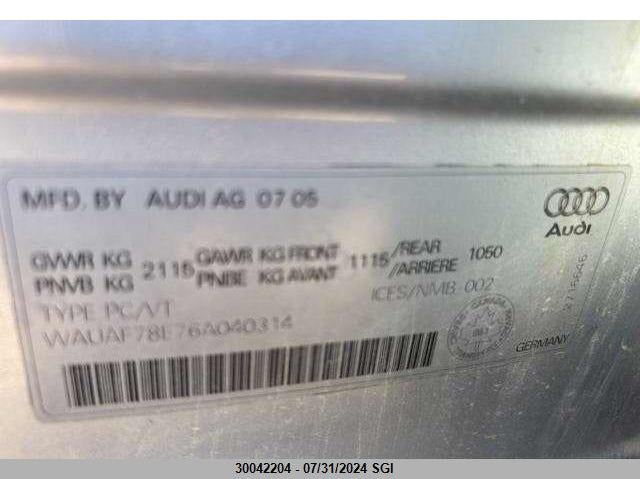 MFD. BY AUDI AG 07 05
Audi
GVWR KG 2115 GAWR KG FRONT 1115 /REAR 1050
PNVB KG PNBE KG AVANT /ARRIERE
TYPE PC/VT ICES/NMB 002
WAUAF78E76A040314
CANADA
GERMANY
30042204 - 07/31/2024 SGI